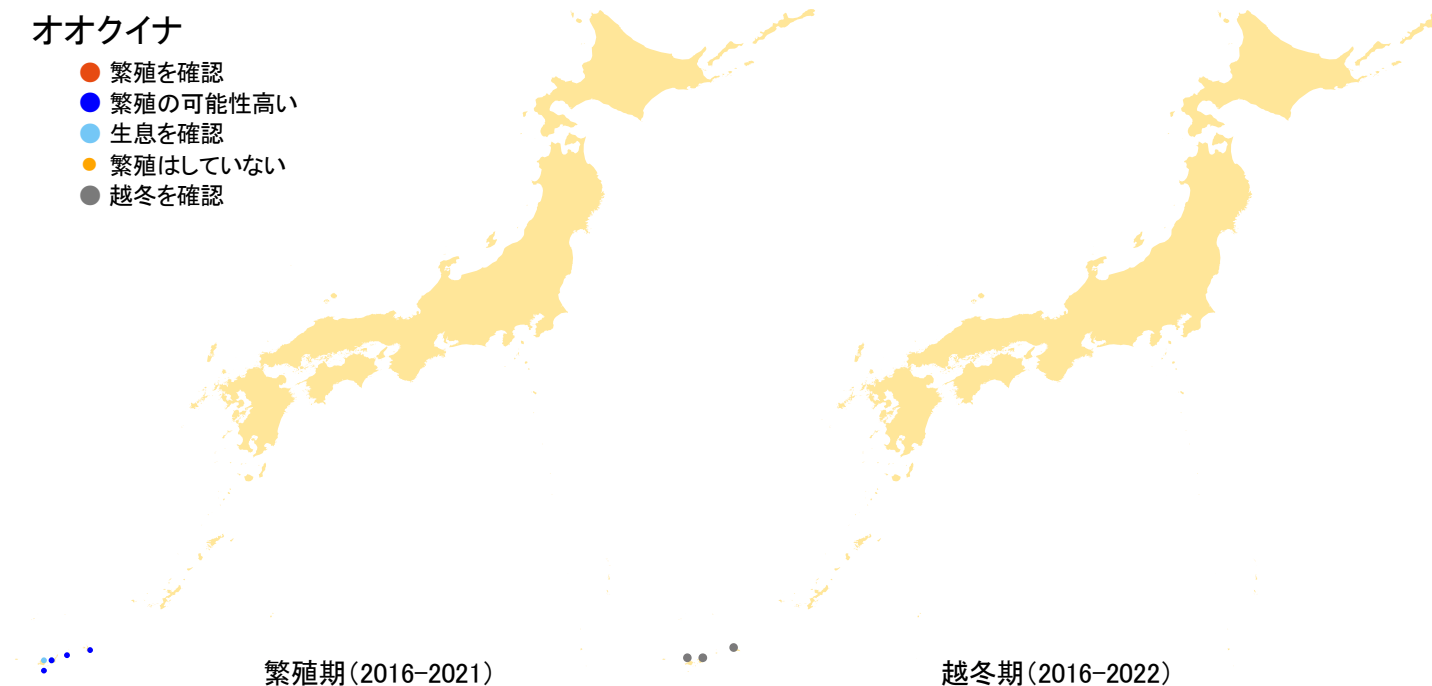 オオクイナ
繁殖を確認
繁殖の可能性高い
生息を確認
繁殖はしていない
越冬を確認
繁殖期(2016-2021)
越冬期(2016-2022)